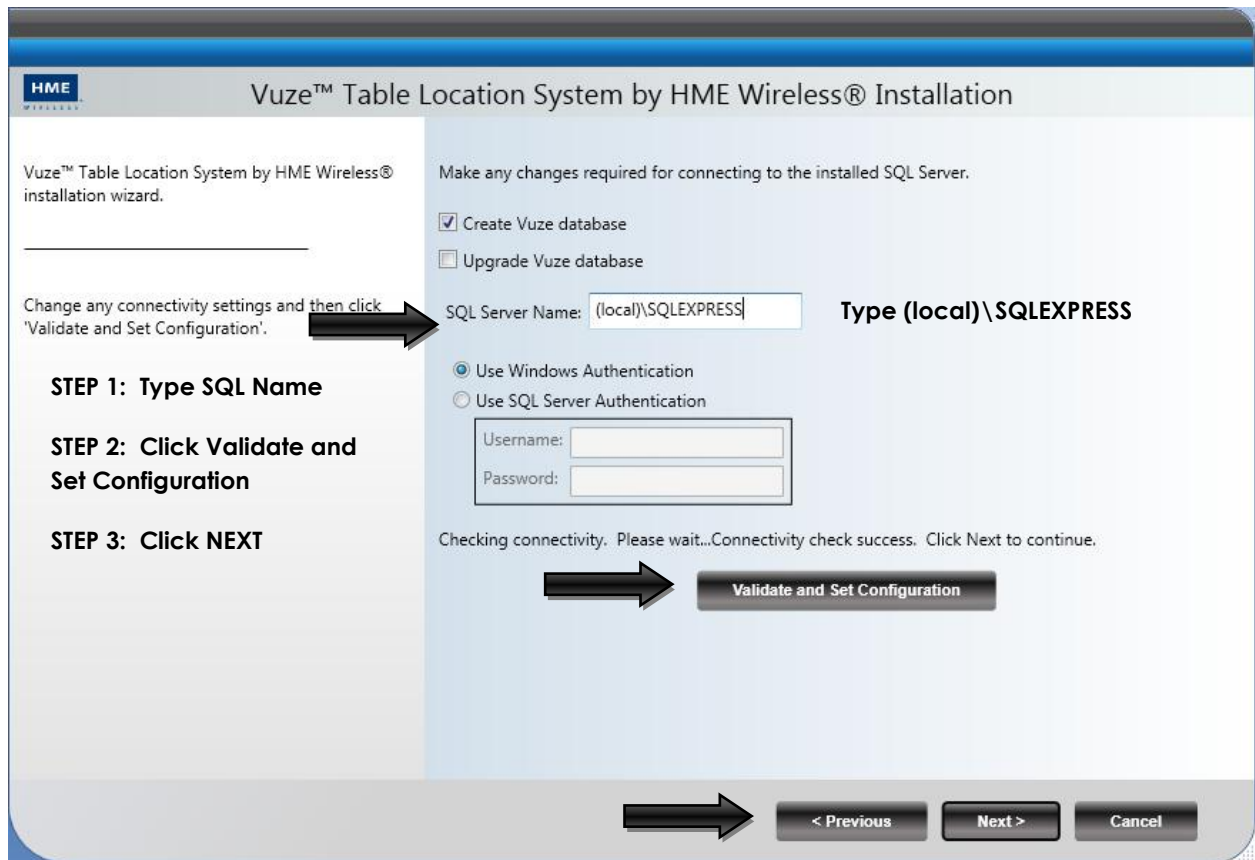 HME
WIRELESS
Vuze™ Table Location System by HME Wireless® Installation
Vuze™ Table Location System by HME Wireless®
installation wizard.
Change any connectivity settings and then click
'Validate and Set Configuration'.
STEP 1: Type SQL Name
STEP 2: Click Validate and
Set Configuration
STEP 3: Click NEXT
Make any changes required for connecting to the installed SQL Server.
Create Vuze database
Upgrade Vuze database
SQL Server Name: (local)\SQLEXPRESS
Type (local)\SQLEXPRESS
Use Windows Authentication
Use SQL Server Authentication
Username:
Password:
Checking connectivity. Please wait...Connectivity check success. Click Next to continue.
Validate and Set Configuration
< Previous
Next >
Cancel